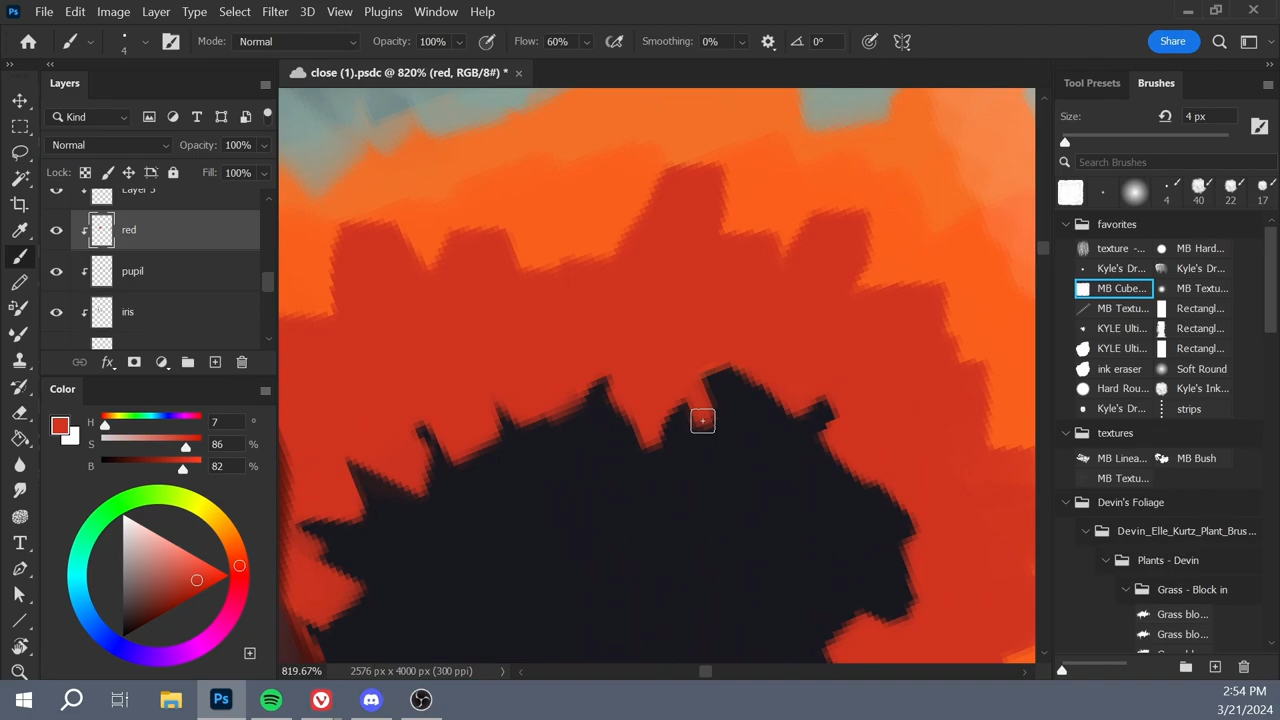 Ps File Edit Image Layer Type Select Filter 3D View Plugins Window Help
4 Mode: Normal Opacity: 100% Flow: 60% Smoothing: 0% 0° Share
Layers
close (1).psdc @ 820% (red, RGB/8#) * ×
Tool Presets Brushes
Kind
Size: 4 px
Normal Opacity: 100%
Search Brushes
Lock: Fill: 100%
4 40 22 17
Layer 5
red
pupil
iris
favorites
texture -...
MB Hard...
Kyle's Dr...
Kyle's Dr...
MB Cube...
MB Textu...
MB Textu...
Rectangl...
KYLE Ulti...
Rectangl...
KYLE Ulti...
Rectangl...
ink eraser
Soft Round
Hard Rou...
Kyle's Ink...
Kyle's Dr...
strips
textures
MB Linea...
MB Bush
MB Textu...
Devin's Foliage
Devin_Elle_Kurtz_Plant_Brus...
Plants - Devin
Grass - Block in
Grass blo...
Grass blo...
fx
Color
H 7 °
S 86 %
B 82 %
819.67% 2576 px x 4000 px (300 ppi)
Ps
2:54 PM
3/21/2024